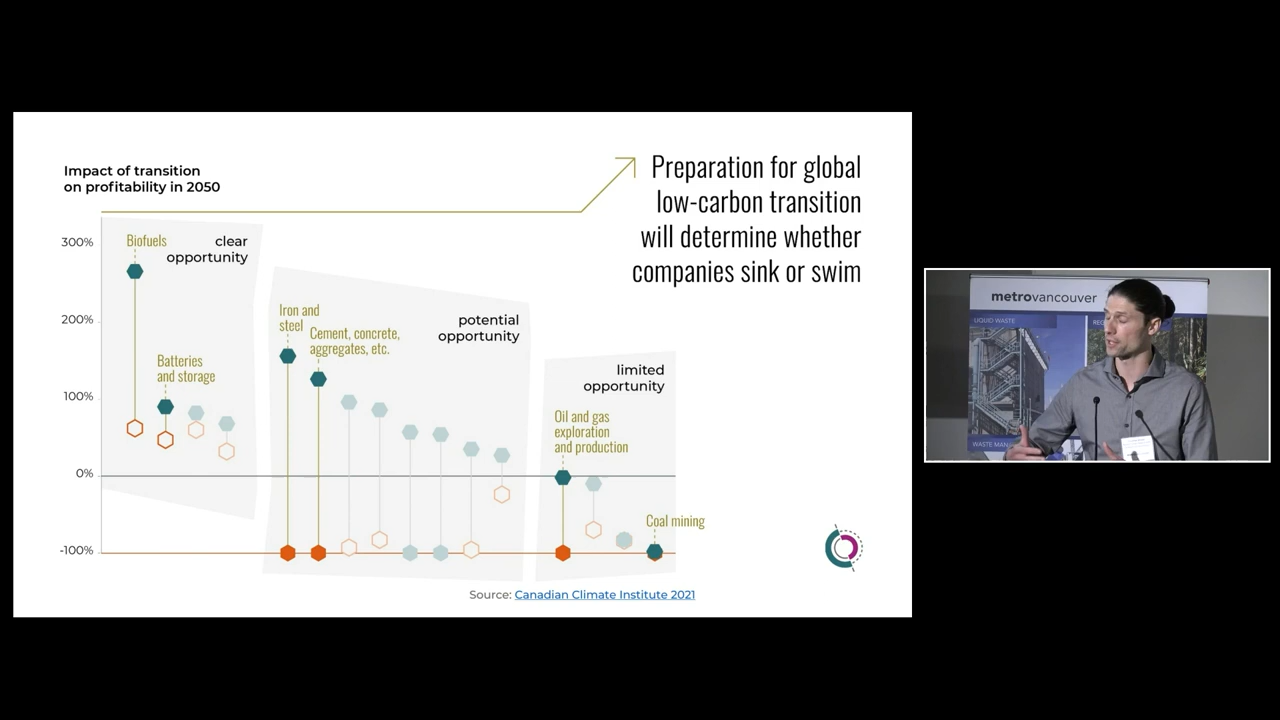 Impact of transition
on profitability in 2050
Preparation for global
low-carbon transition
will determine whether
companies sink or swim
300%
200%
100%
0%
-100%
Biofuels
clear
opportunity
Batteries
and storage
Iron and
steel
Cement, concrete,
aggregates, etc.
potential
opportunity
limited
opportunity
Oil and gas
exploration
and production
Coal mining
Source: Canadian Climate Institute 2021
metrovancouver
LIQUID WASTE
REG
WASTE MAN